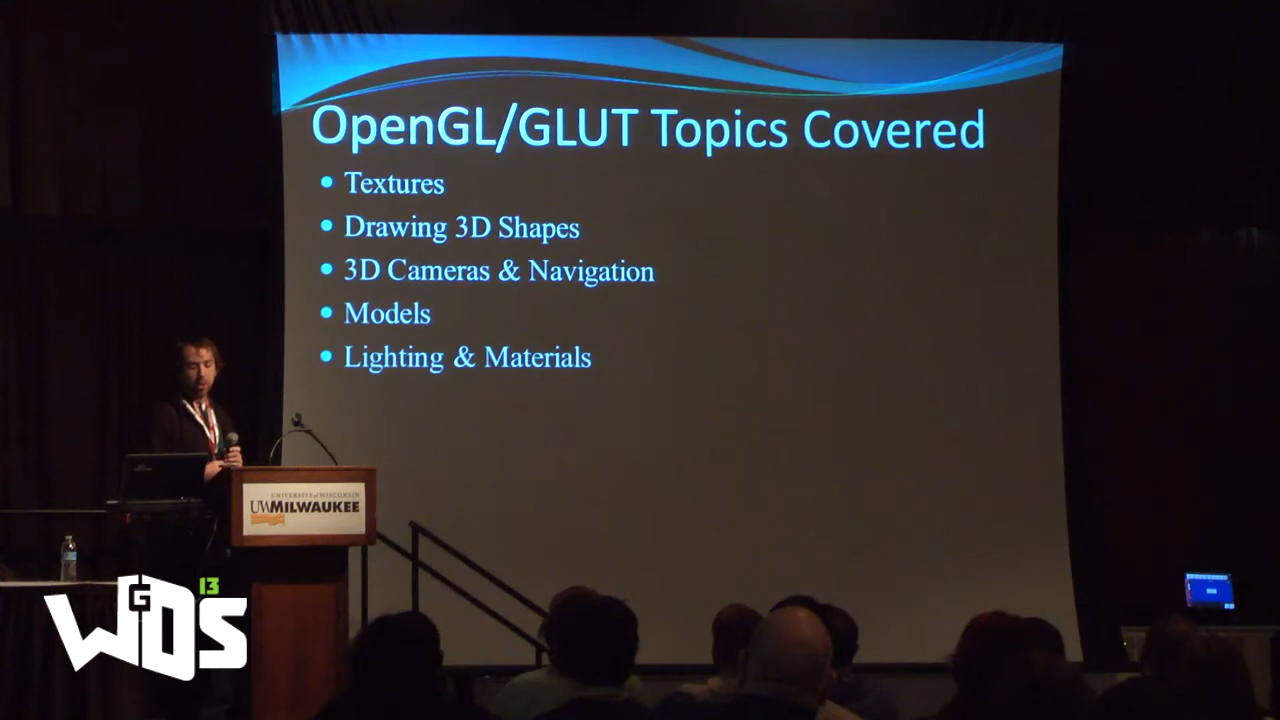 OpenGL/GLUT Topics Covered
• Textures
• Drawing 3D Shapes
• 3D Cameras & Navigation
• Models
• Lighting & Materials
UNIVERSITY of WISCONSIN
UWMILWAUKEE
WGDS 13